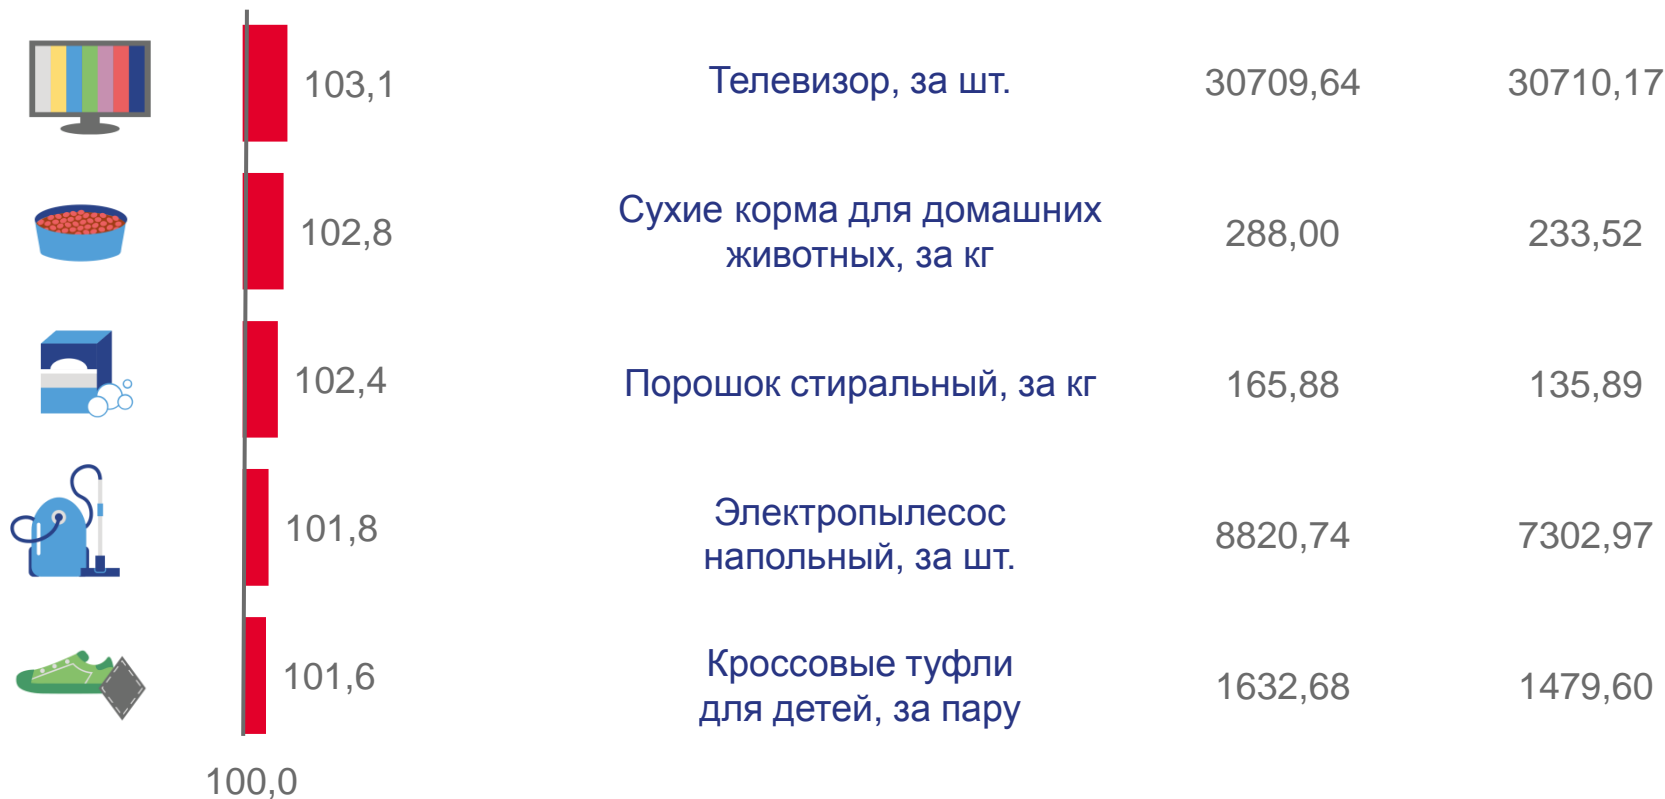 103,1
Телевизор, за шт.
30709,64
30710,17
102,8
Сухие корма для домашних
животных, за кг
288,00
233,52
102,4
Порошок стиральный, за кг
165,88
135,89
101,8
Электропылесос
напольный, за шт.
8820,74
7302,97
101,6
Кроссовые туфли
для детей, за пару
1632,68
1479,60
100,0